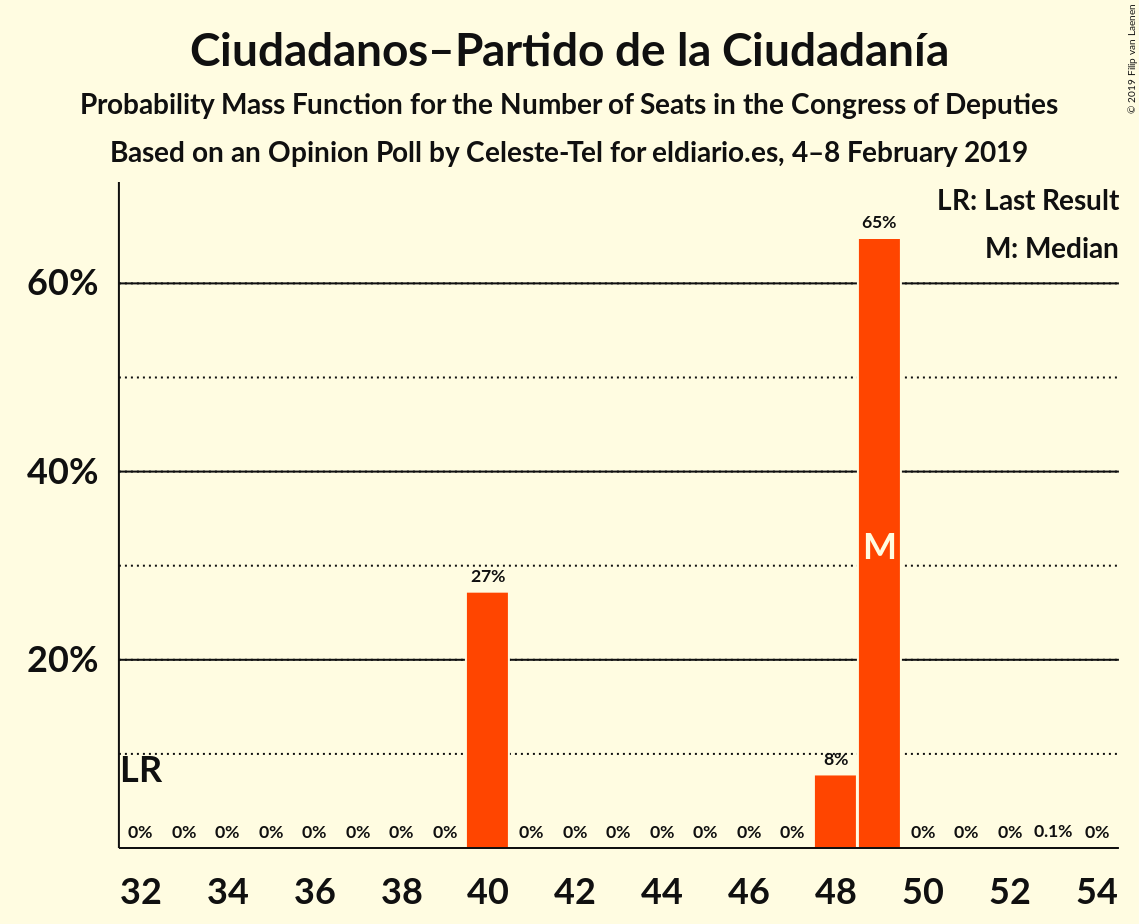 Ciudadanos–Partido de la Ciudadanía
Probability Mass Function for the Number of Seats in the Congress of Deputies
Based on an Opinion Poll by Celeste-Tel for eldiario.es, 4–8 February 2019
© 2019 Filip van Laenen
LR: Last Result
M: Median
65%
60%
40%
M
27%
20%
LR
8%
0% 0% 0% 0% 0% 0% 0% 0% 0% 0% 0% 0% 0% 0% 0% 0% 0% 0% 0.1% 0%
32 34 36 38 40 42 44 46 48 50 52 54